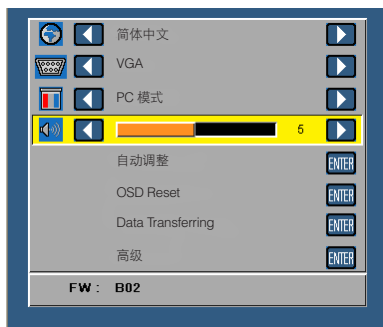 简体中文
VGA
PC 模式
5
自动调整 ENTER
OSD Reset ENTER
Data Transferring ENTER
高级 ENTER
FW : B02